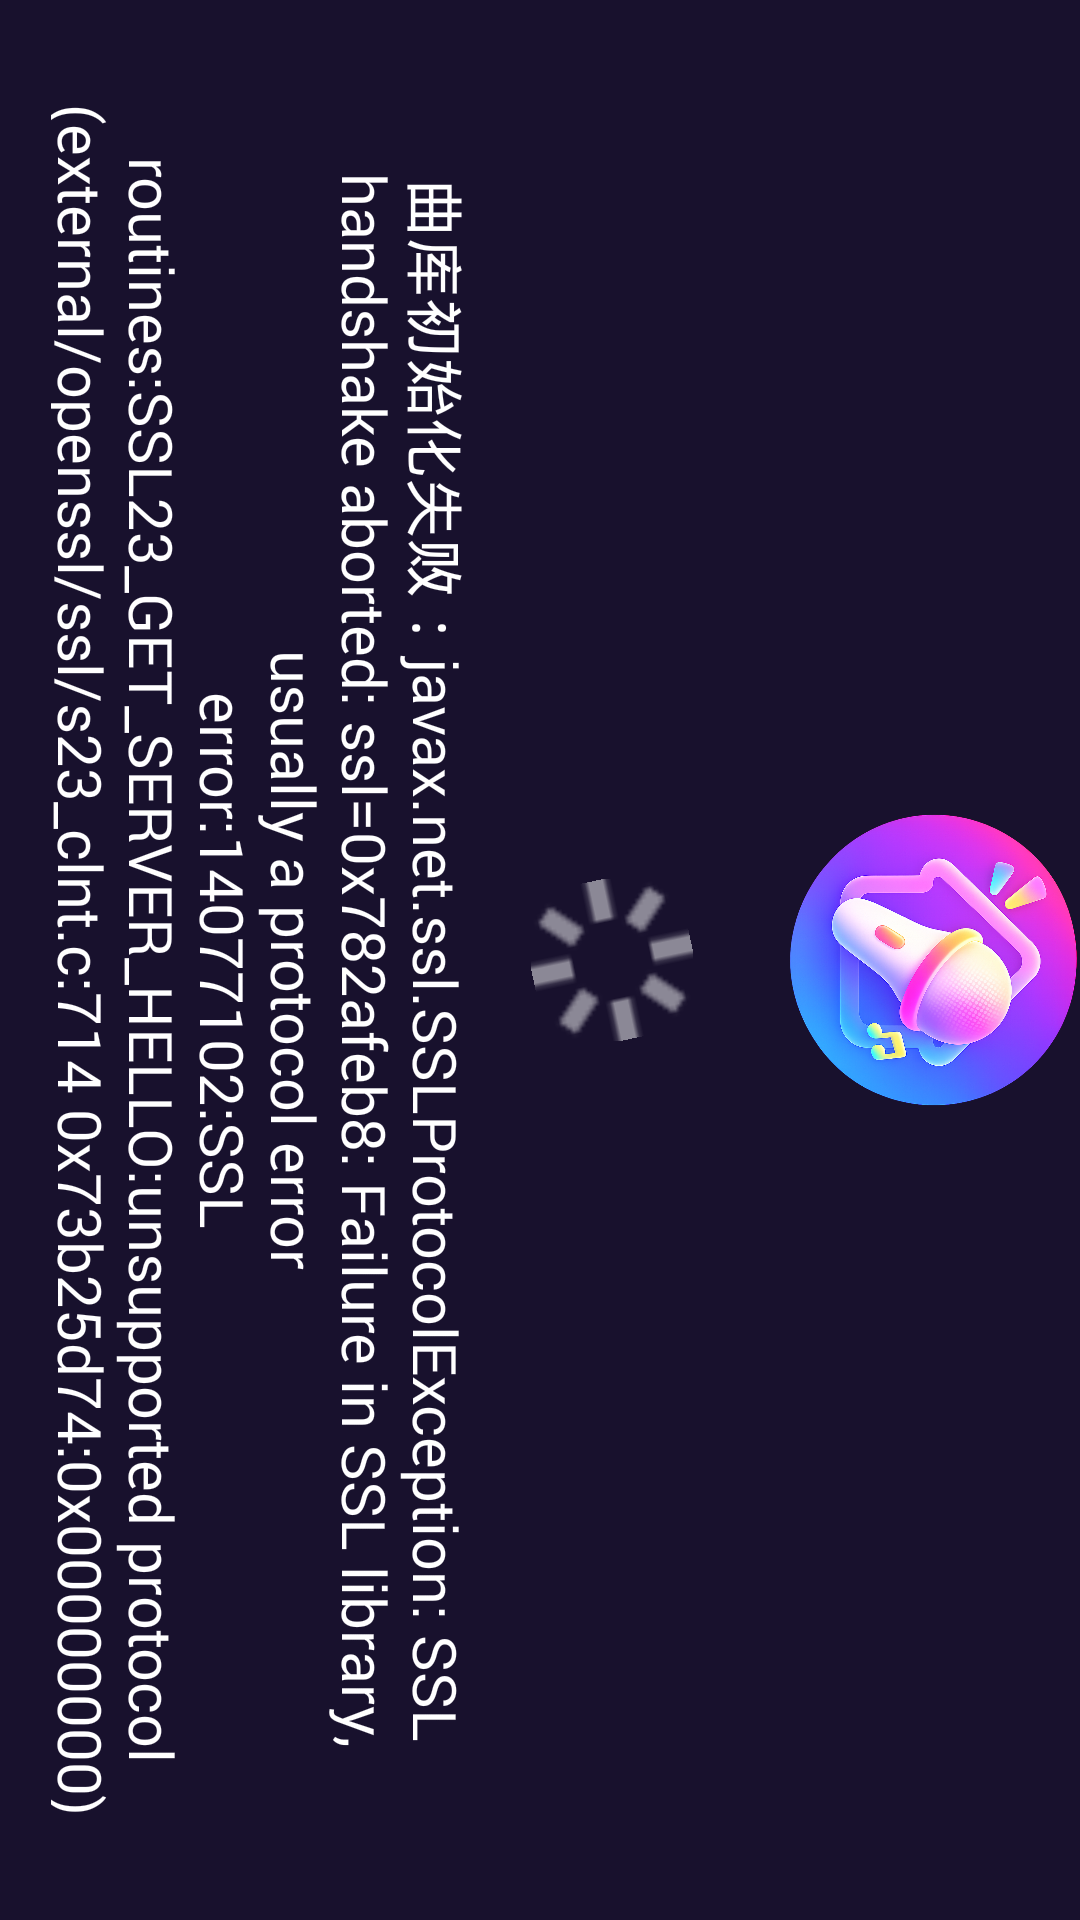 曲库初始化失败：javax.net.ssl.SSLProtocolException: SSL
handshake aborted: ssl=0x782afeb8: Failure in SSL library,
usually a protocol error
error:14077102:SSL
routines:SSL23_GET_SERVER_HELLO:unsupported protocol
(external/openssl/ssl/s23_clnt.c:714 0x73b25d74:0x00000000)